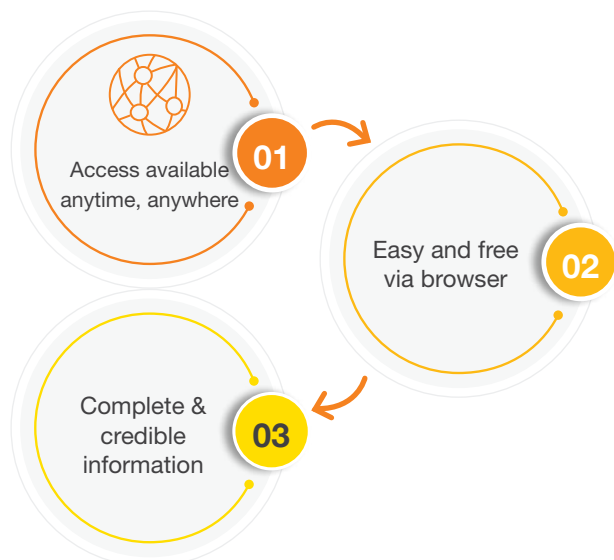 Access available
anytime, anywhere
01
Easy and free
via browser
02
Complete &
credible
information
03